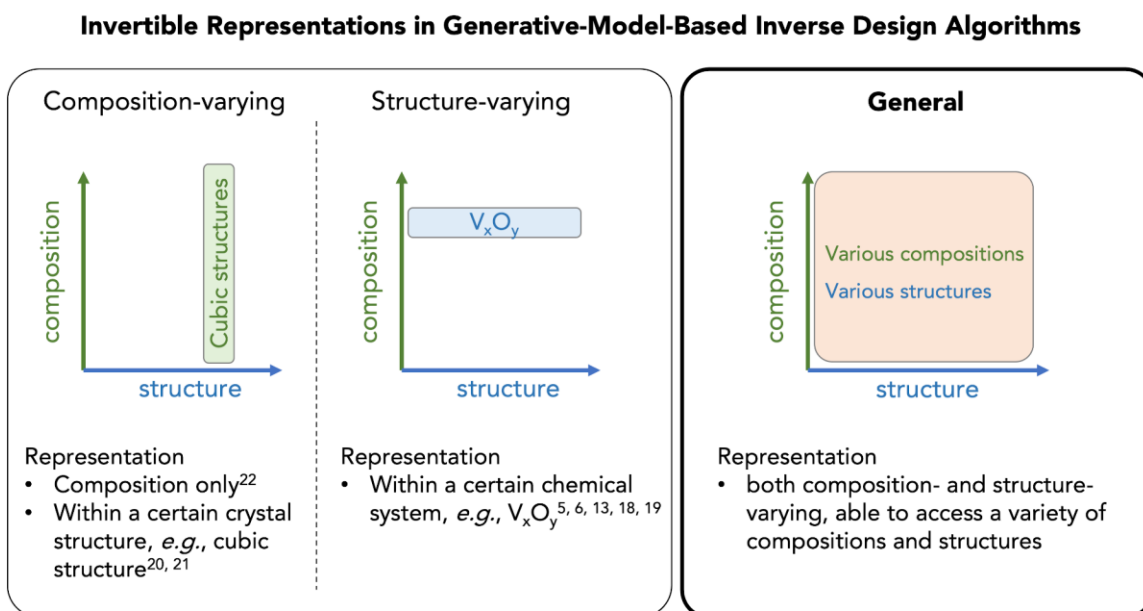 Invertible Representations in Generative-Model-Based Inverse Design Algorithms
Composition-varying
composition
Cubic structures
structure
Representation
• Composition only²²
• Within a certain crystal
structure, e.g., cubic
structure²⁰, ²¹
Structure-varying
composition
VₓOᵧ
structure
Representation
• Within a certain chemical
system, e.g., VₓOᵧ⁵, ⁶, ¹³, ¹⁸, ¹⁹
General
composition
Various compositions
Various structures
structure
Representation
• both composition- and structure-
varying, able to access a variety of
compositions and structures